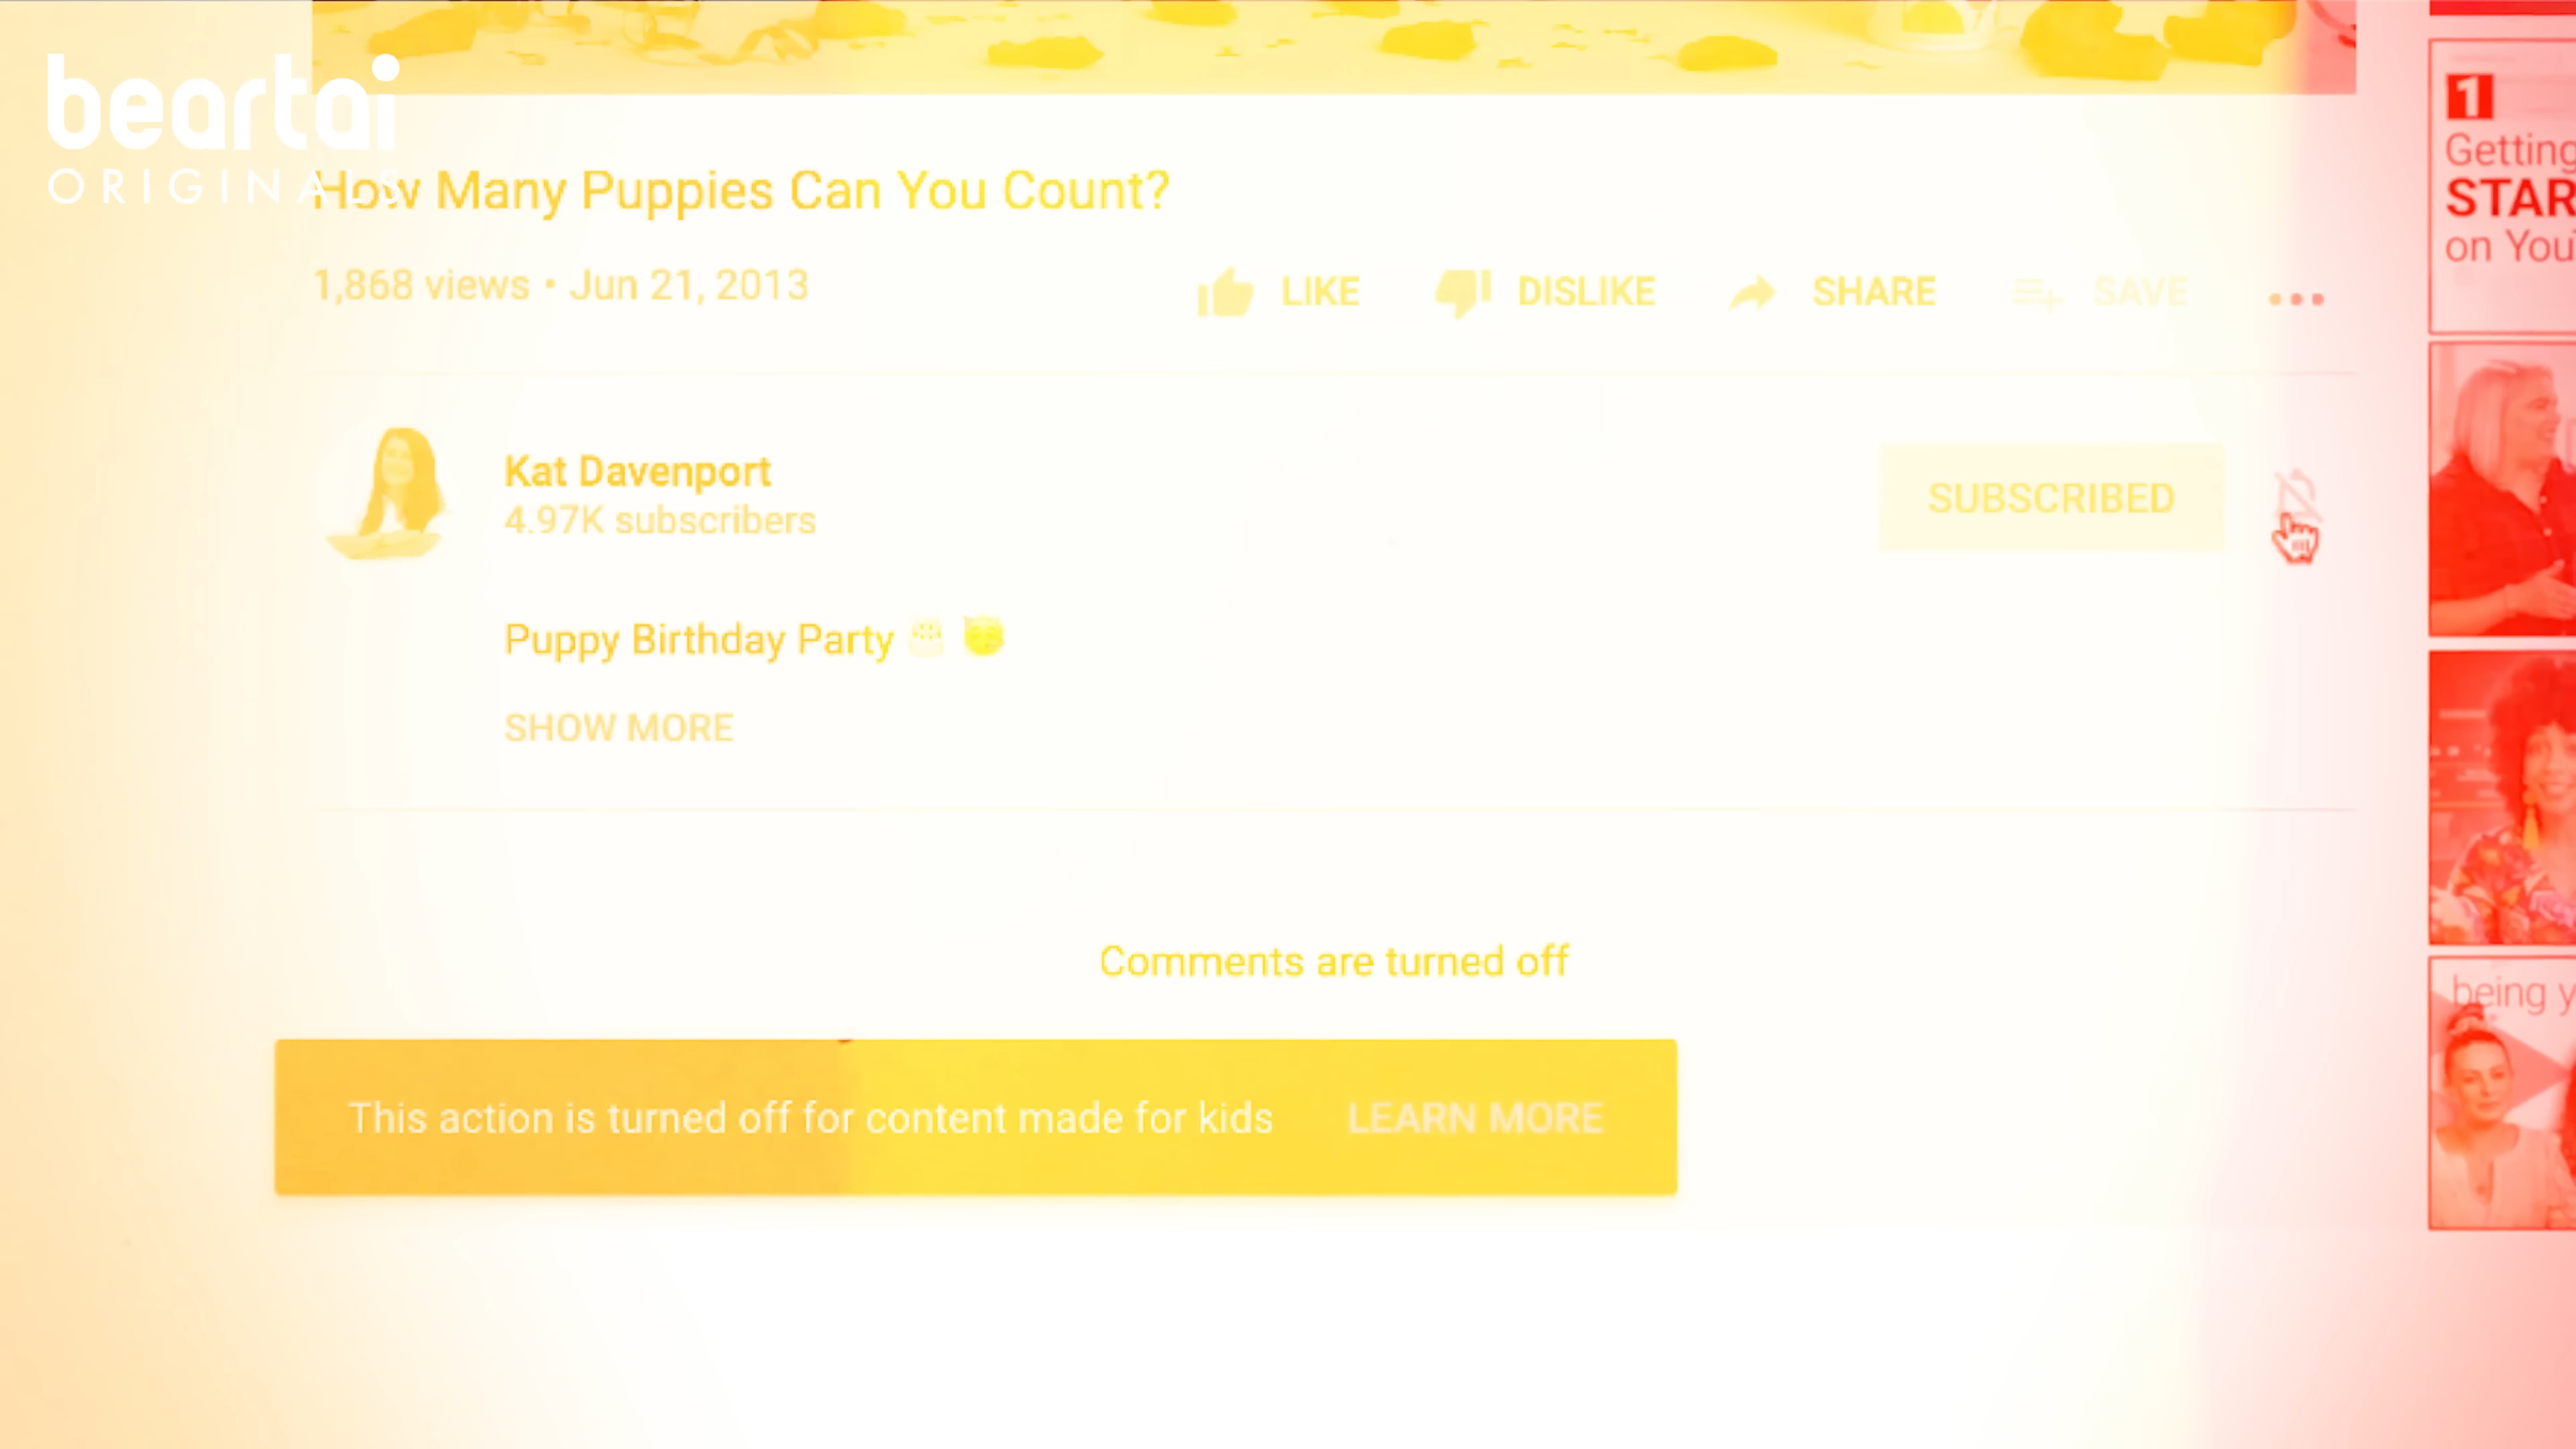 beartai
ORIGINALS
How Many Puppies Can You Count?
1,868 views • Jun 21, 2013
LIKE
DISLIKE
SHARE
SAVE
Kat Davenport
4.97K subscribers
SUBSCRIBED
Puppy Birthday Party
SHOW MORE
Comments are turned off
This action is turned off for content made for kids
LEARN MORE
1
Getting
STAR
on You
being y